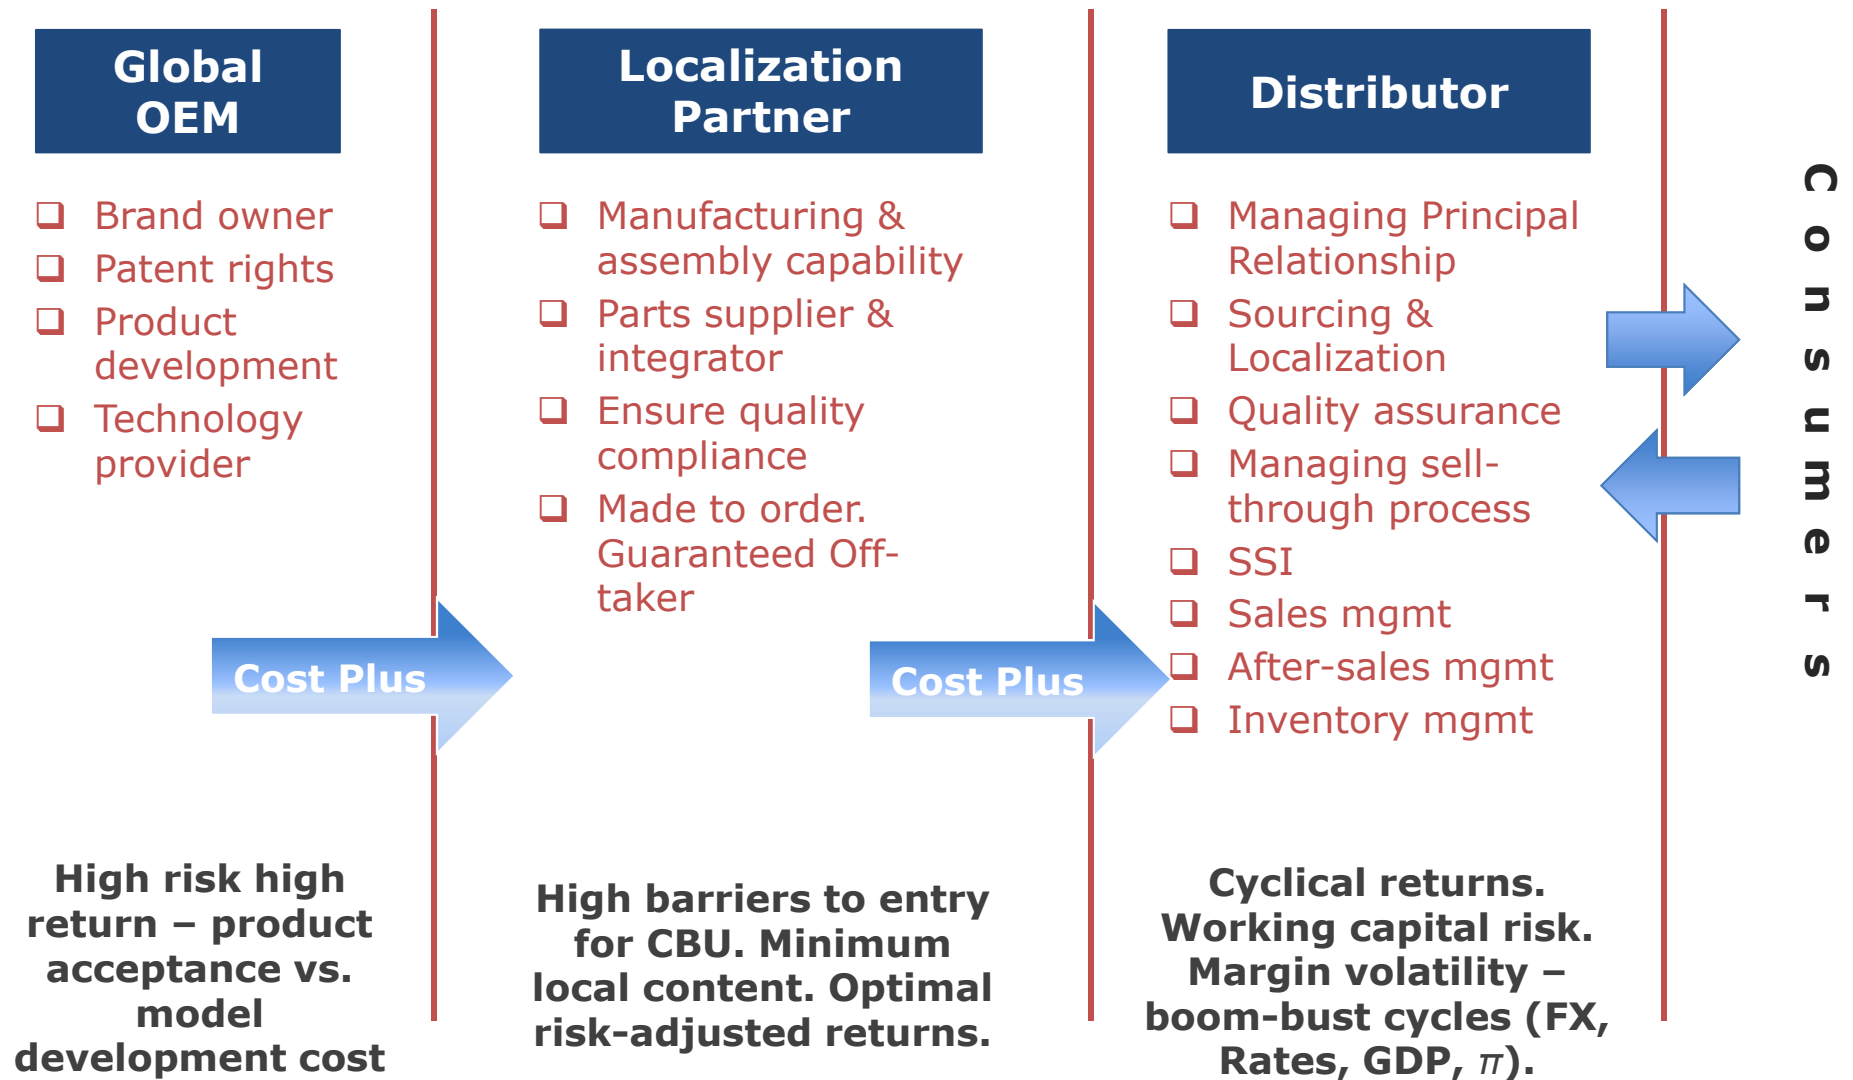 Global
OEM
❑ Brand owner
❑ Patent rights
❑ Product
development
❑ Technology
provider
Cost Plus
High risk high
return – product
acceptance vs.
model
development cost
Localization
Partner
❑ Manufacturing &
assembly capability
❑ Parts supplier &
integrator
❑ Ensure quality
compliance
❑ Made to order.
Guaranteed Off-
taker
Cost Plus
High barriers to entry
for CBU. Minimum
local content. Optimal
risk-adjusted returns.
Distributor
❑ Managing Principal
Relationship
❑ Sourcing &
Localization
❑ Quality assurance
❑ Managing sell-
through process
❑ SSI
❑ Sales mgmt
❑ After-sales mgmt
❑ Inventory mgmt
Cyclical returns.
Working capital risk.
Margin volatility –
boom-bust cycles (FX,
Rates, GDP, π).
Consumers